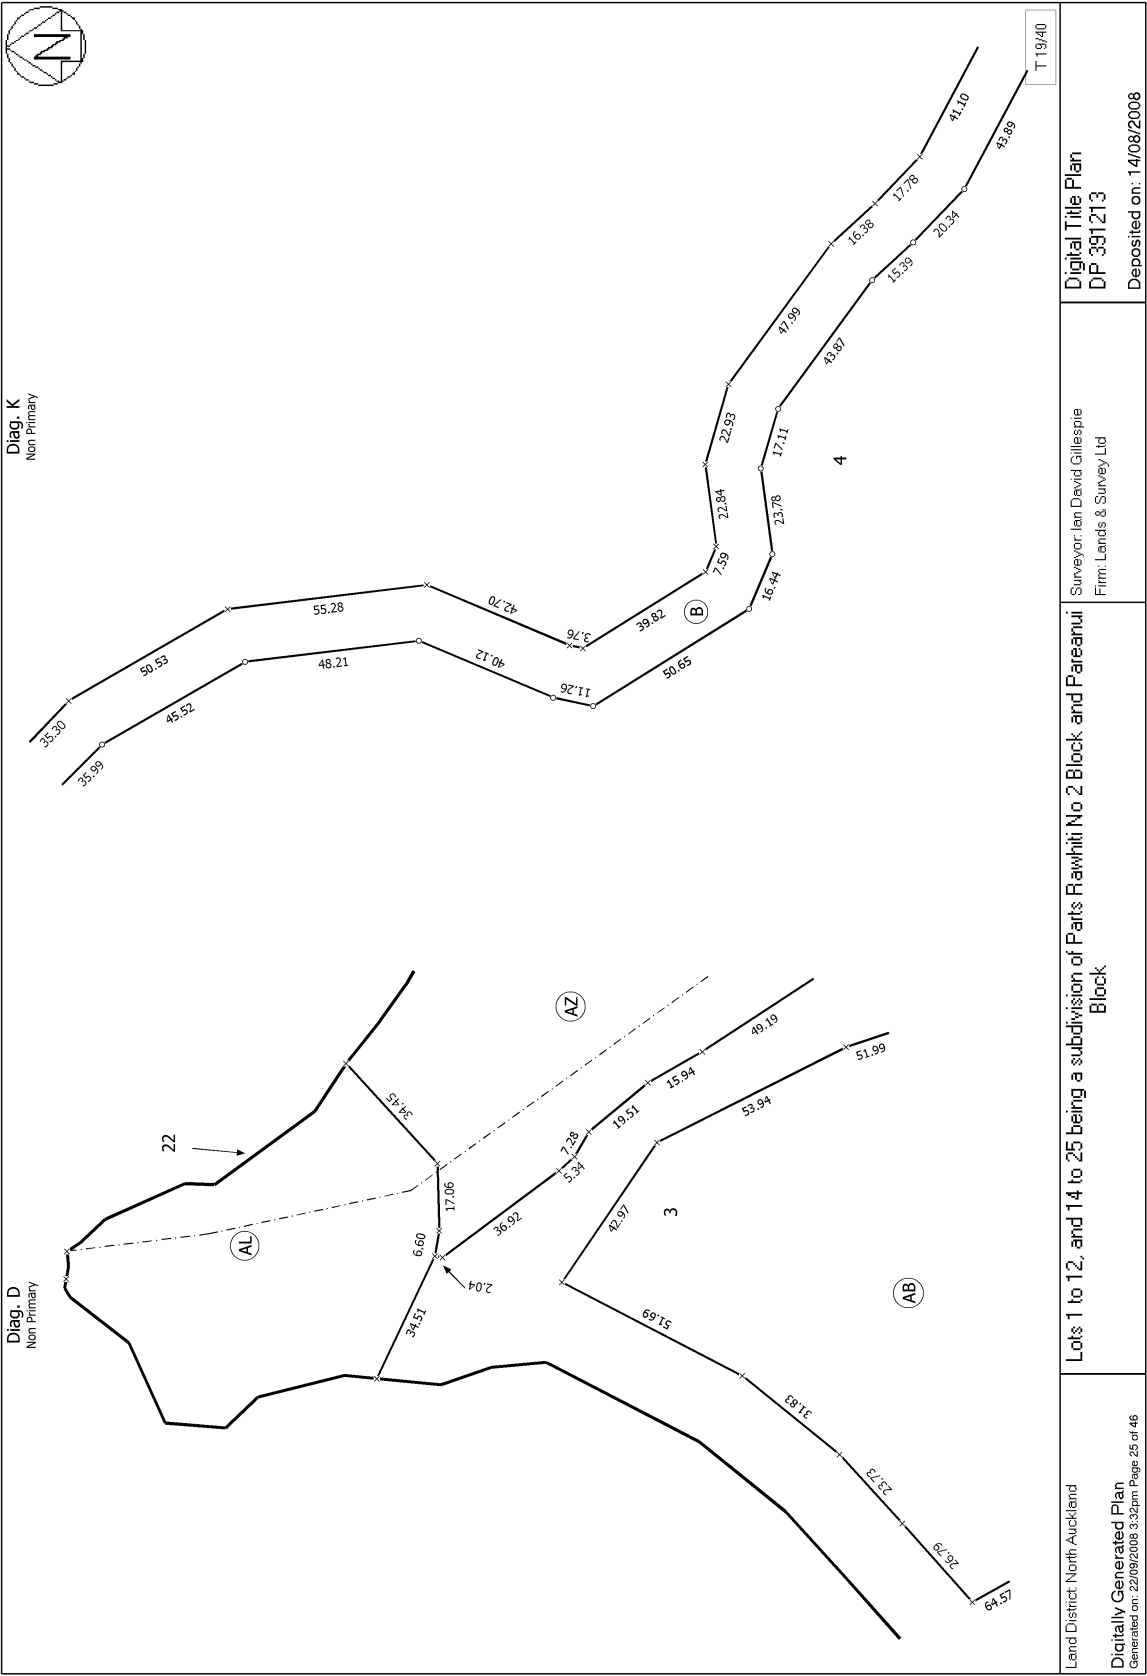 Diag. D
Non Primary
22
AL
AZ
34.45
17.06
6.60
34.51
2.04
36.92
5.34
7.28
19.51
15.94
49.19
51.99
53.94
42.97
3
51.69
AB
31.83
23.73
26.79
64.57
Diag. K
Non Primary
35.30
50.53
55.28
42.70
3.76
39.82
7.59
22.84
22.93
47.99
16.38
17.78
41.10
35.99
45.52
48.21
40.12
11.26
50.65
16.44
23.78
17.11
43.87
15.39
20.34
43.89
B
4
N
T 19/40
Land District: North Auckland
Digitally Generated Plan
Generated on: 22/09/2008 3:32pm Page 25 of 46
Lots 1 to 12, and 14 to 25 being a subdivision of Parts Rawhiti No 2 Block and Pareanui
Block
Surveyor: Ian David Gillespie
Firm: Lands & Survey Ltd
Digital Title Plan
DP 391213
Deposited on: 14/08/2008